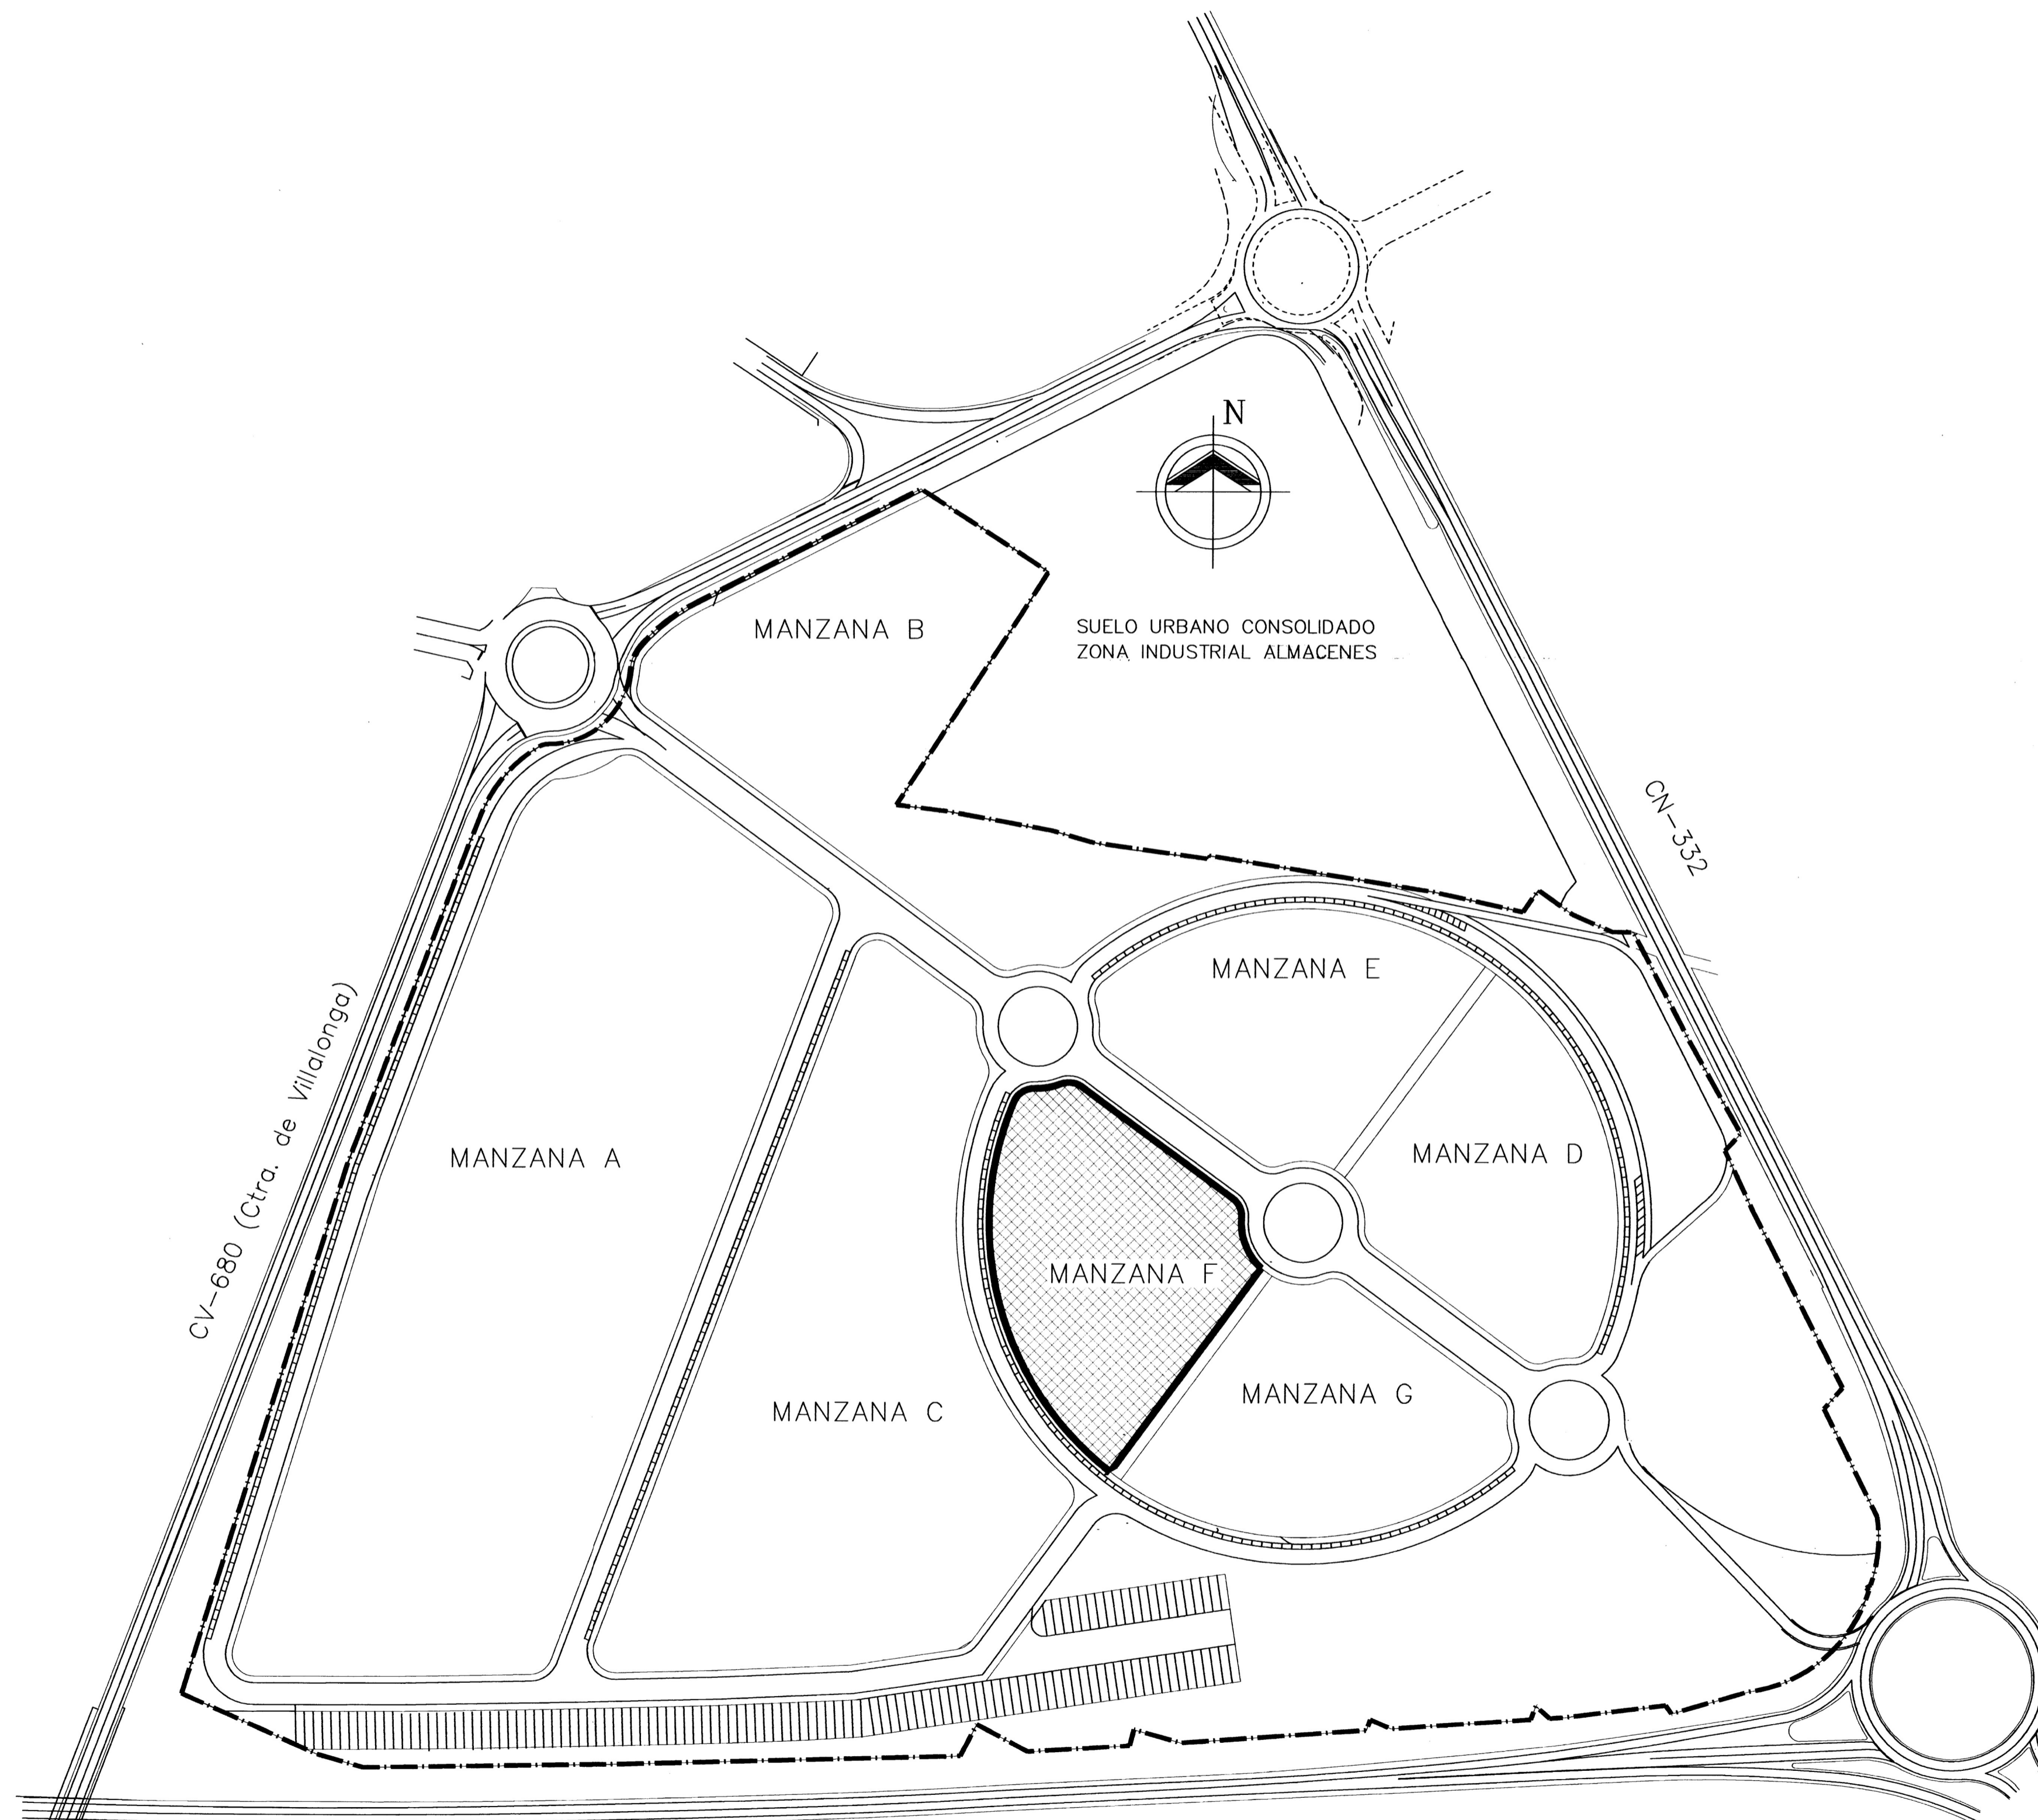 N
MANZANA B
SUELO URBANO CONSOLIDADO
ZONA INDUSTRIAL ALMACENES
CN-332
MANZANA E
CV-680 (Ctra. de Villalonga)
MANZANA A
MANZANA D
MANZANA F
MANZANA G
MANZANA C